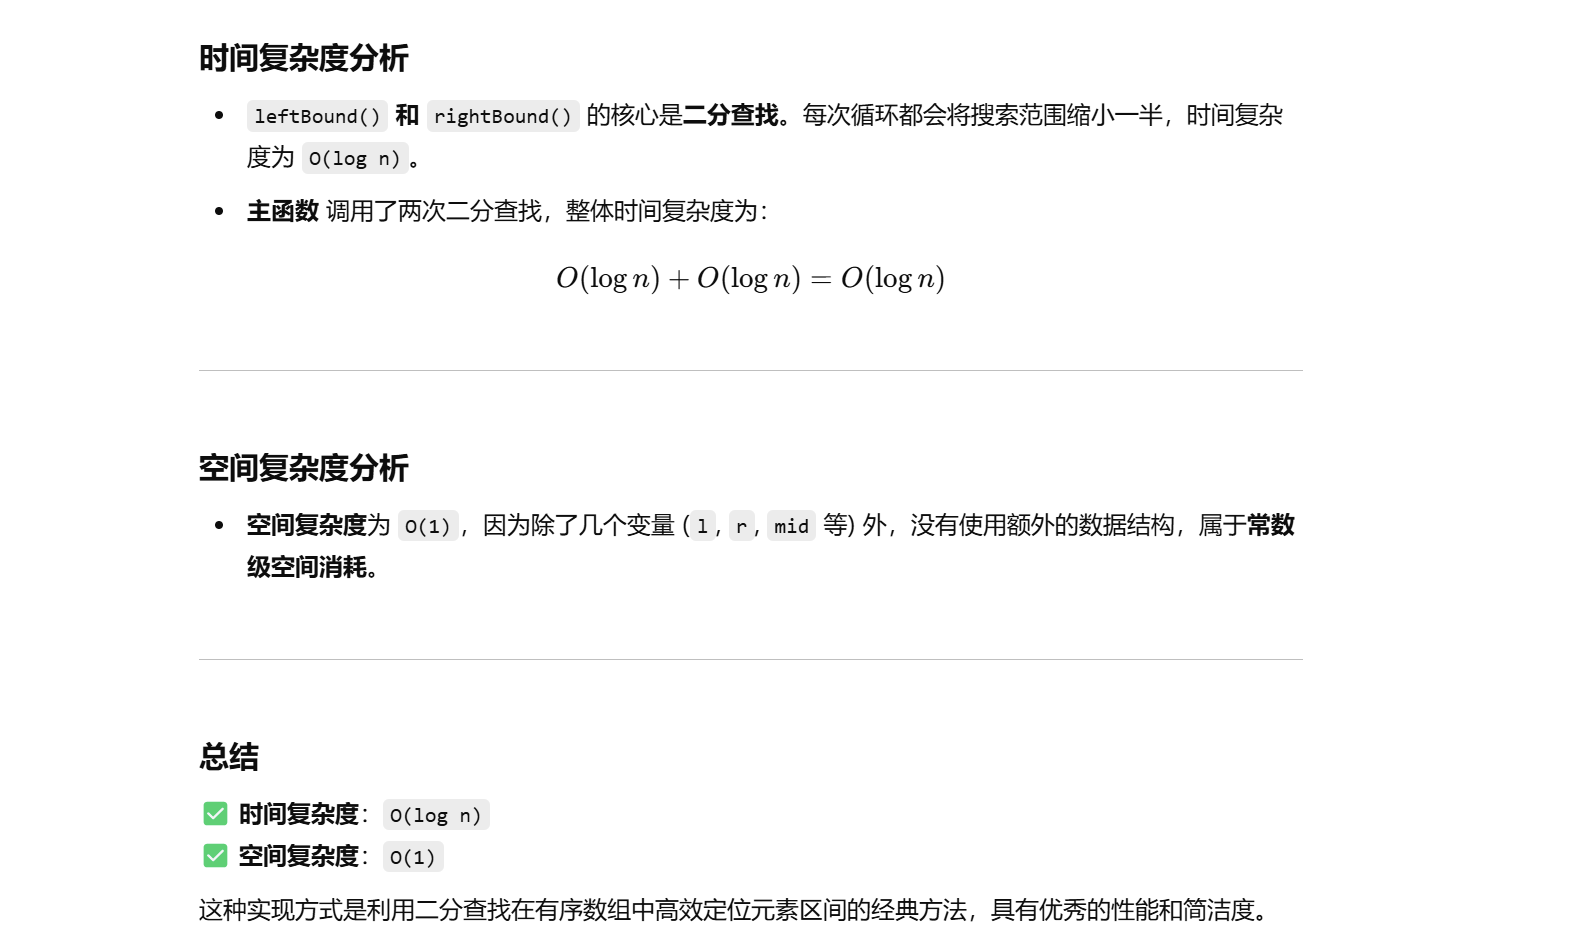 时间复杂度分析
leftBound() 和 rightBound() 的核心是二分查找。每次循环都会将搜索范围缩小一半，时间复杂
度为 O(log n)。
主函数 调用了两次二分查找，整体时间复杂度为：
O(log n) + O(log n) = O(log n)
空间复杂度分析
空间复杂度为 O(1)，因为除了几个变量 (l, r, mid 等) 外，没有使用额外的数据结构，属于常数
级空间消耗。
总结
✅ 时间复杂度：O(log n)
✅ 空间复杂度：O(1)
这种实现方式是利用二分查找在有序数组中高效定位元素区间的经典方法，具有优秀的性能和简洁度。